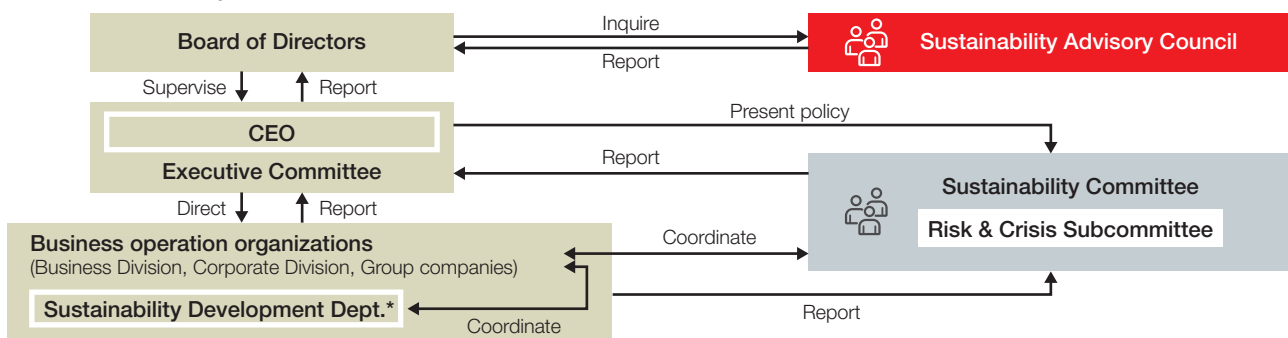 Board of Directors
Inquire
Report
Sustainability Advisory Council
Supervise
Report
CEO
Executive Committee
Present policy
Report
Sustainability Committee
Risk & Crisis Subcommittee
Direct
Report
Business operation organizations
(Business Division, Corporate Division, Group companies)
Coordinate
Sustainability Development Dept.*
Coordinate
Report